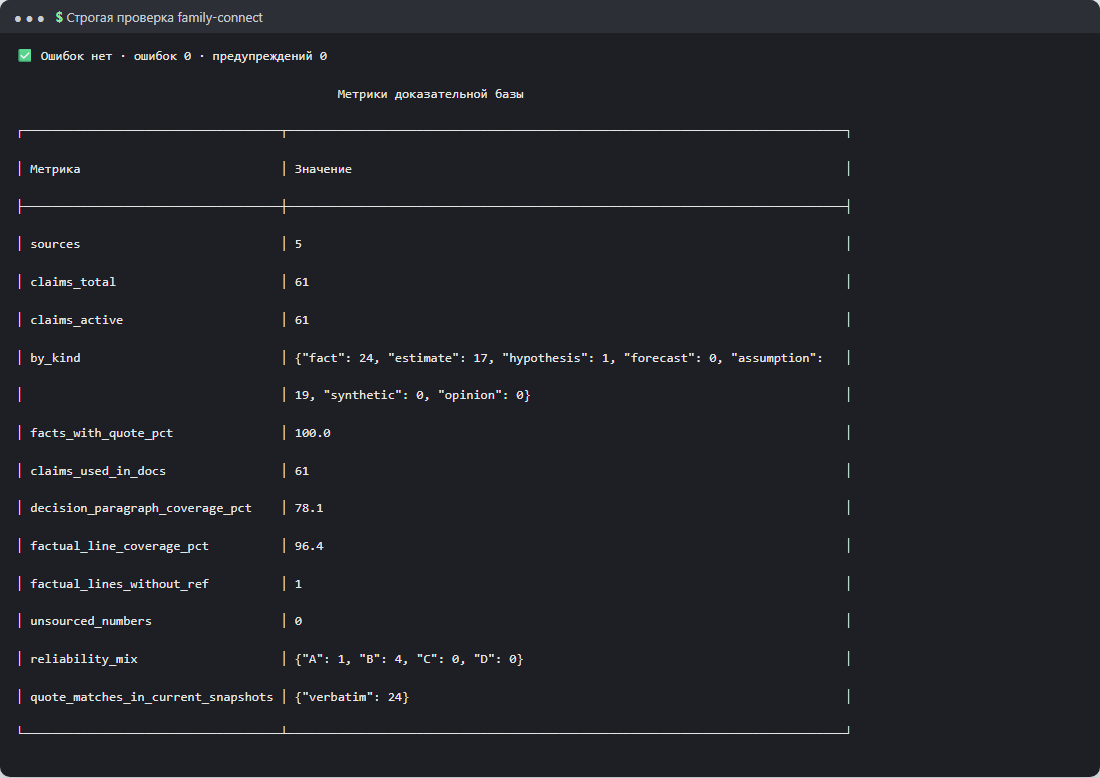 $ Строгая проверка family-connect
✅ Ошибок нет · ошибок 0 · предупреждений 0
Метрики доказательной базы
Метрика Значение
sources 5
claims_total 61
claims_active 61
by_kind {"fact": 24, "estimate": 17, "hypothesis": 1, "forecast": 0, "assumption":
19, "synthetic": 0, "opinion": 0}
facts_with_quote_pct 100.0
claims_used_in_docs 61
decision_paragraph_coverage_pct 78.1
factual_line_coverage_pct 96.4
factual_lines_without_ref 1
unsourced_numbers 0
reliability_mix {"A": 1, "B": 4, "C": 0, "D": 0}
quote_matches_in_current_snapshots {"verbatim": 24}